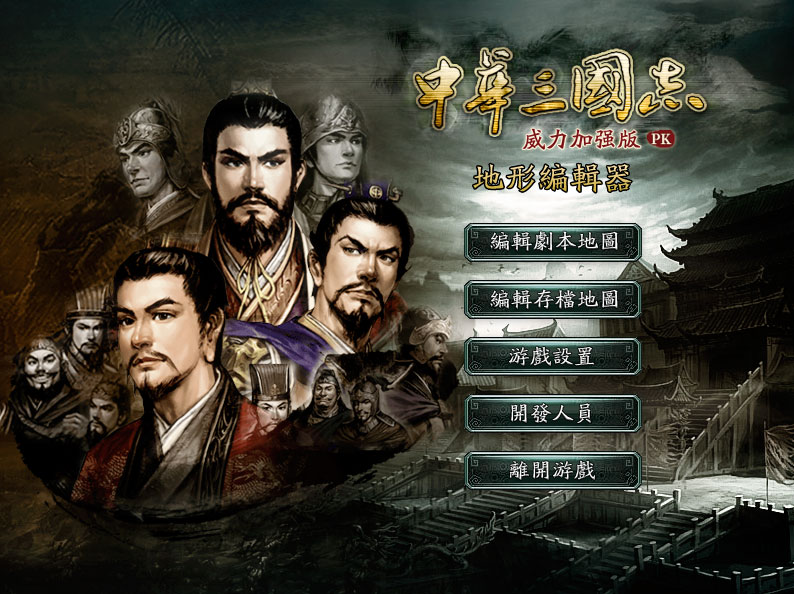 中華三國志
威力加强版 PK
地形編輯器
編輯劇本地圖
編輯存檔地圖
游戲設置
開發人員
離開游戲